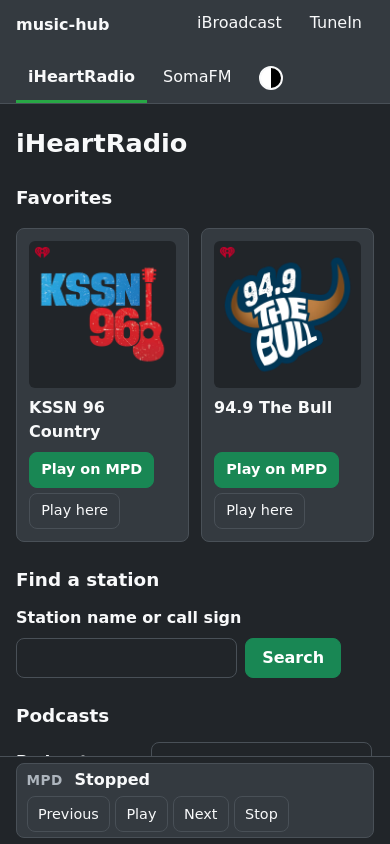 music-hub
iBroadcast
TuneIn
iHeartRadio
SomaFM
iHeartRadio
Favorites
KSSN
96
KSSN 96
Country
Play on MPD
Play here
94.9
THE
BULL
94.9 The Bull
Play on MPD
Play here
Find a station
Station name or call sign
Search
Podcasts
MPD Stopped
Previous
Play
Next
Stop